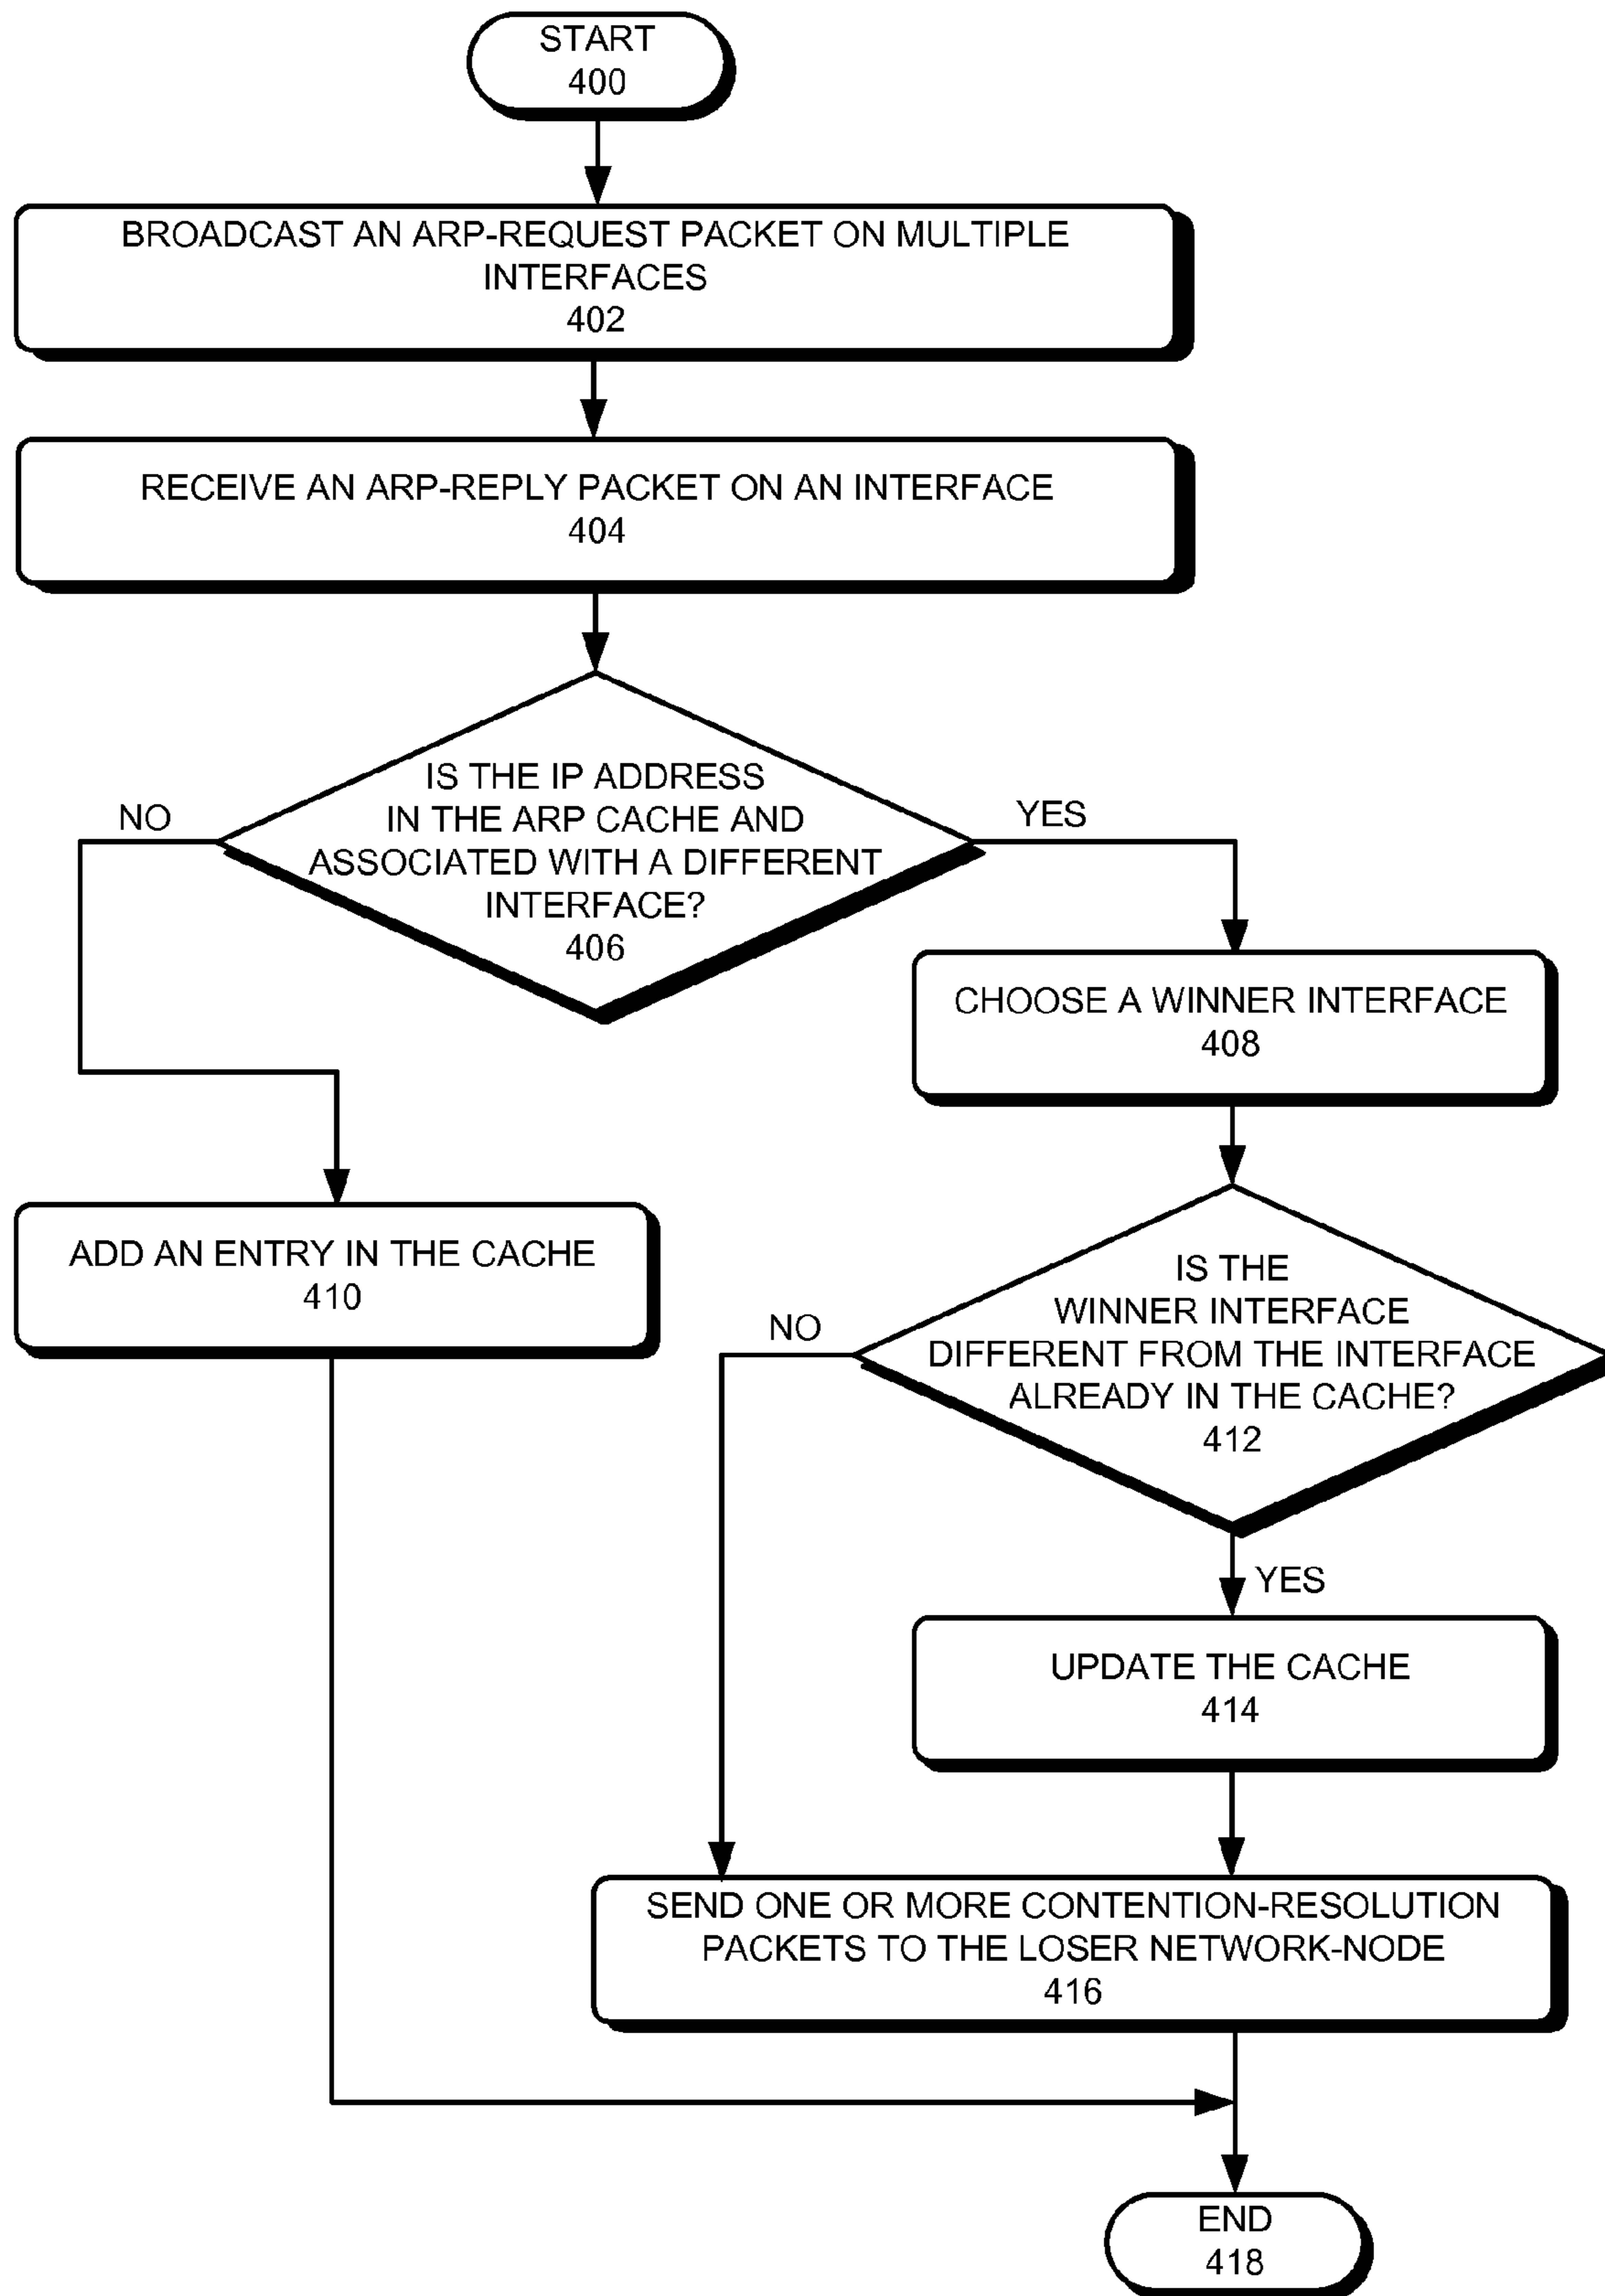 START
400
BROADCAST AN ARP-REQUEST PACKET ON MULTIPLE
INTERFACES
402
RECEIVE AN ARP-REPLY PACKET ON AN INTERFACE
404
IS THE IP ADDRESS
IN THE ARP CACHE AND
ASSOCIATED WITH A DIFFERENT
INTERFACE?
406
NO
YES
CHOOSE A WINNER INTERFACE
408
ADD AN ENTRY IN THE CACHE
410
IS THE
WINNER INTERFACE
DIFFERENT FROM THE INTERFACE
ALREADY IN THE CACHE?
412
NO
YES
UPDATE THE CACHE
414
SEND ONE OR MORE CONTENTION-RESOLUTION
PACKETS TO THE LOSER NETWORK-NODE
416
END
418